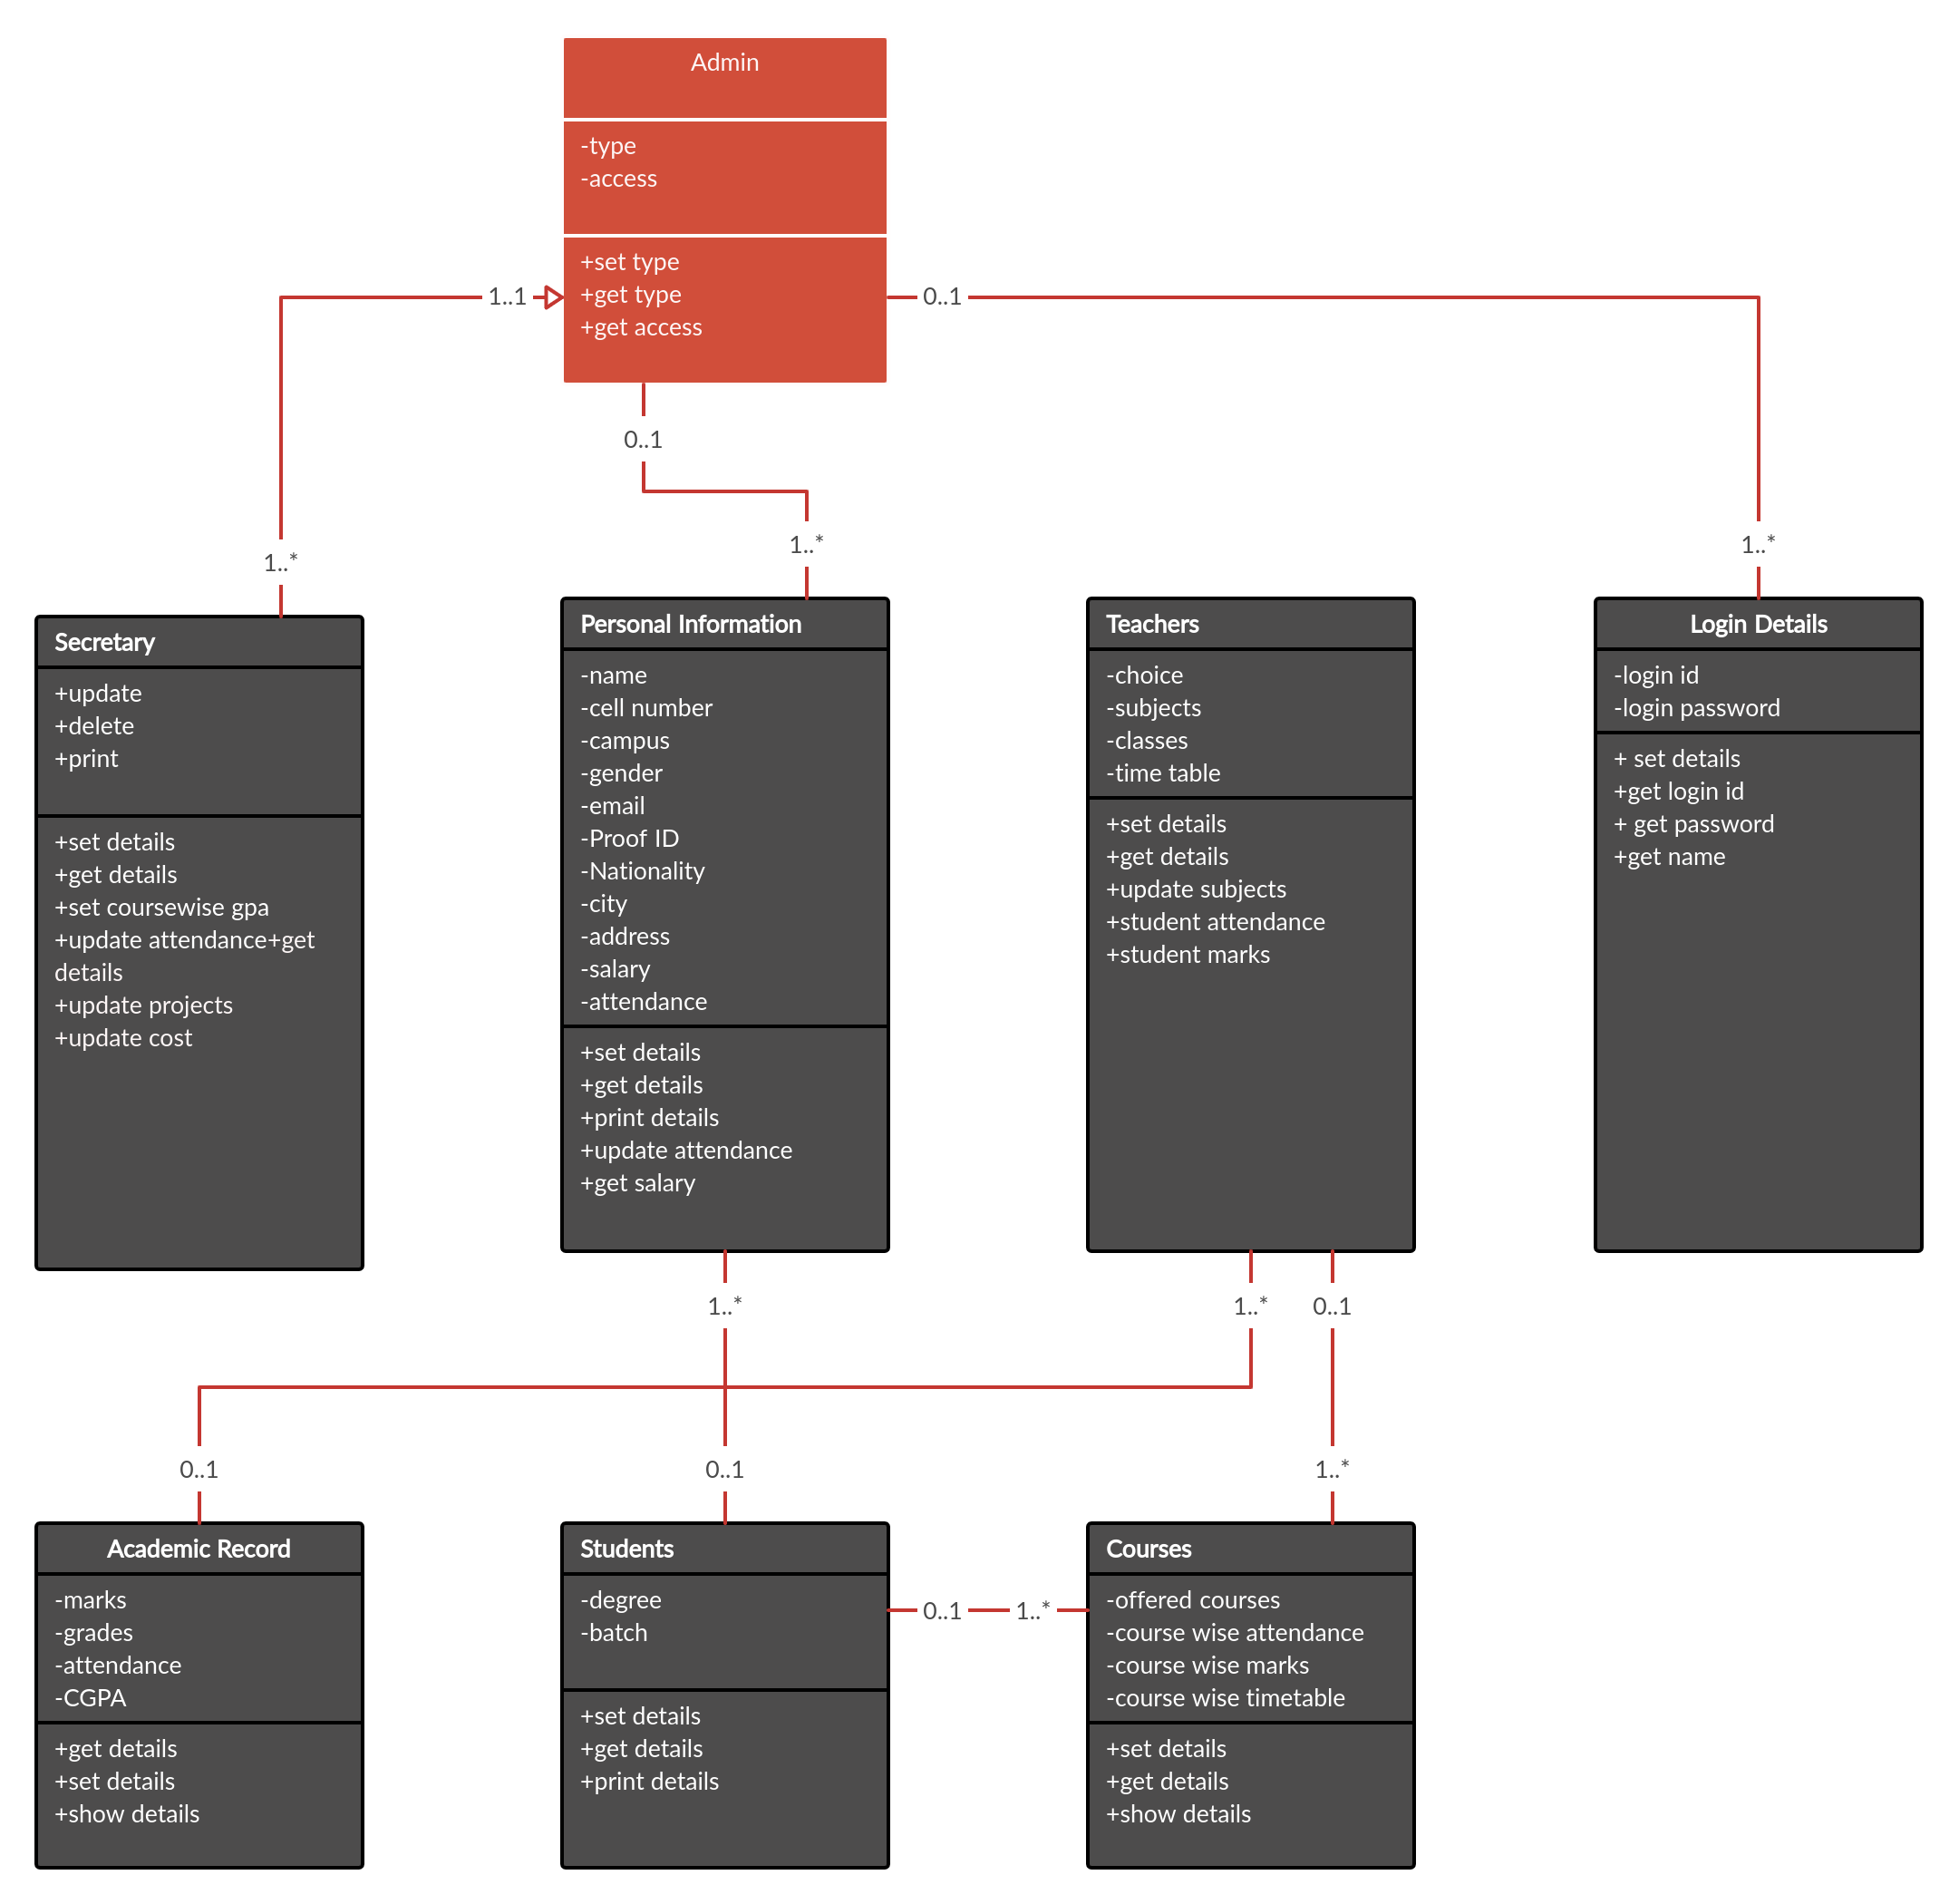 Admin
-type
-access
+set type
+get type
+get access
1..1
0..1
0..1
1..*
1..*
1..*
Secretary
+update
+delete
+print
+set details
+get details
+set coursewise gpa
+update attendance+get
details
+update projects
+update cost
Personal Information
-name
-cell number
-campus
-gender
-email
-Proof ID
-Nationality
-city
-address
-salary
-attendance
+set details
+get details
+print details
+update attendance
+get salary
Teachers
-choice
-subjects
-classes
-time table
+set details
+get details
+update subjects
+student attendance
+student marks
Login Details
-login id
-login password
+ set details
+get login id
+ get password
+get name
1..*
1..*
0..1
0..1
0..1
1..*
Academic Record
-marks
-grades
-attendance
-CGPA
+get details
+set details
+show details
Students
-degree
-batch
+set details
+get details
+print details
0..1
1..*
Courses
-offered courses
-course wise attendance
-course wise marks
-course wise timetable
+set details
+get details
+show details